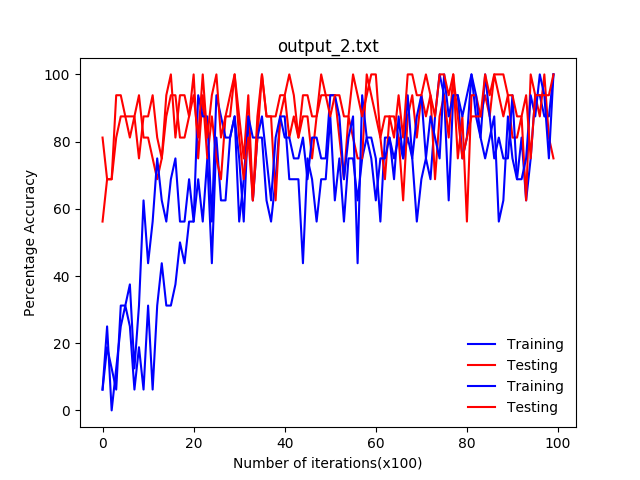 output_2.txt
100
80
60
40
20
0
Percentage Accuracy
Training
Testing
Training
Testing
0 20 40 60 80 100
Number of iterations(x100)